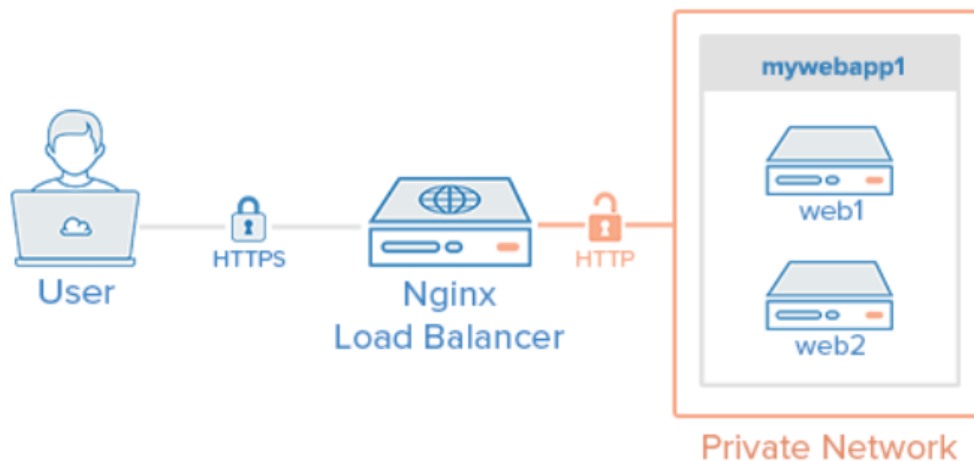 User
HTTPS
Nginx
Load Balancer
HTTP
mywebapp1
web1
web2
Private Network